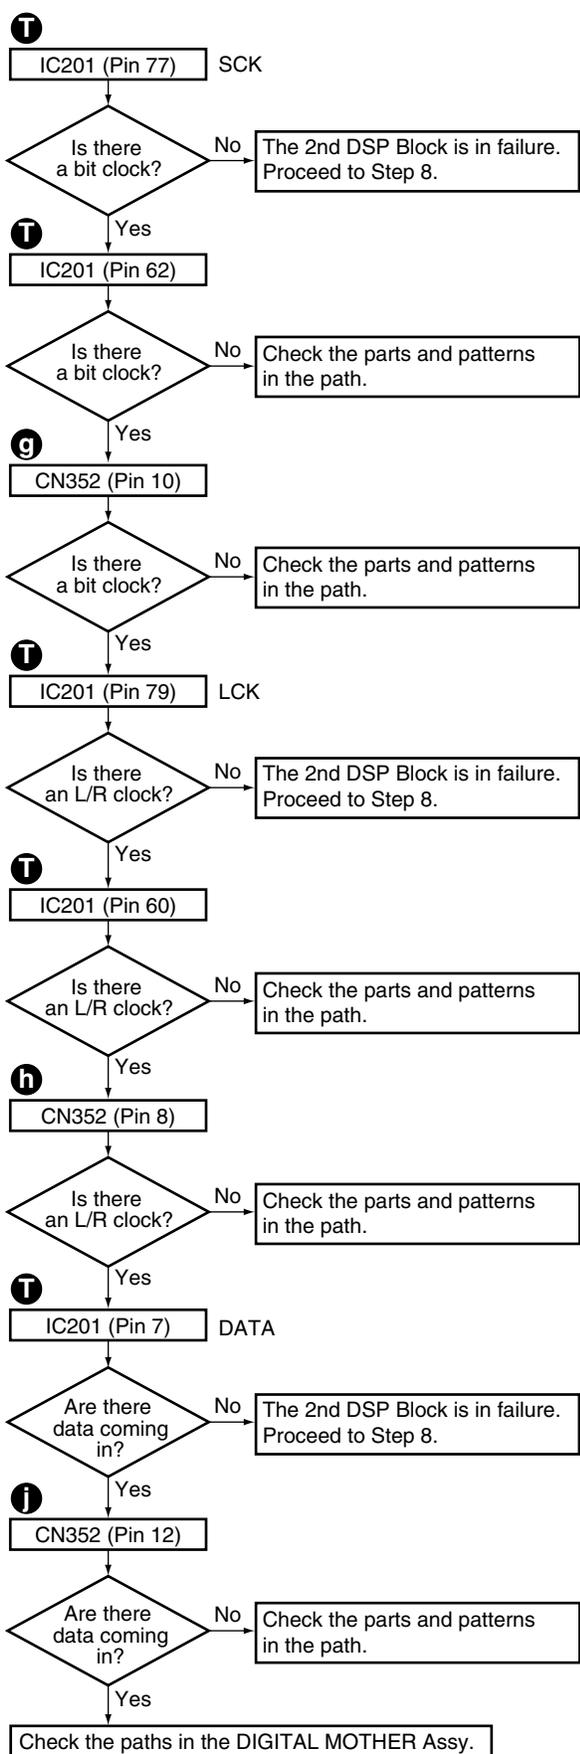 T
IC201 (Pin 77) SCK
Is there
a bit clock?
No
The 2nd DSP Block is in failure.
Proceed to Step 8.
Yes
T
IC201 (Pin 62)
Is there
a bit clock?
No
Check the parts and patterns
in the path.
Yes
g
CN352 (Pin 10)
Is there
a bit clock?
No
Check the parts and patterns
in the path.
Yes
T
IC201 (Pin 79) LCK
Is there
an L/R clock?
No
The 2nd DSP Block is in failure.
Proceed to Step 8.
Yes
T
IC201 (Pin 60)
Is there
an L/R clock?
No
Check the parts and patterns
in the path.
Yes
h
CN352 (Pin 8)
Is there
an L/R clock?
No
Check the parts and patterns
in the path.
Yes
T
IC201 (Pin 7) DATA
Are there
data coming
in?
No
The 2nd DSP Block is in failure.
Proceed to Step 8.
Yes
j
CN352 (Pin 12)
Are there
data coming
in?
No
Check the parts and patterns
in the path.
Yes
Check the paths in the DIGITAL MOTHER Assy.